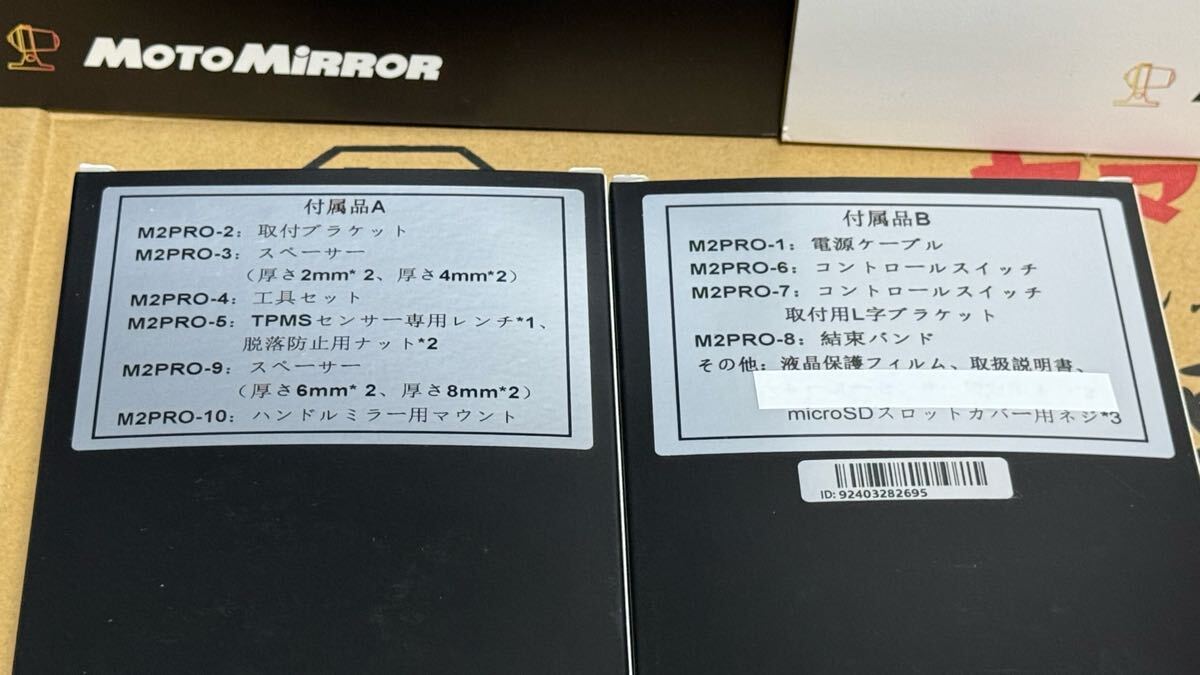 MOTOMIRROR
付属品A
M2PRO-2: 取付ブラケット
M2PRO-3: スペーサー
（厚さ2mm* 2、厚さ4mm*2）
M2PRO-4: 工具セット
M2PRO-5: TPMSセンサー専用レンチ*1、
脱落防止用ナット*2
M2PRO-9: スペーサー
（厚さ6mm* 2、厚さ8mm*2）
M2PRO-10: ハンドルミラー用マウント
付属品B
M2PRO-1: 電源ケーブル
M2PRO-6: コントロールスイッチ
M2PRO-7: コントロールスイッチ
取付用L字ブラケット
M2PRO-8: 結束バンド
その他: 液晶保護フィルム、取扱説明書、
microSDスロットカバー用ネジ*3
ID: 92403282695
ヤマ